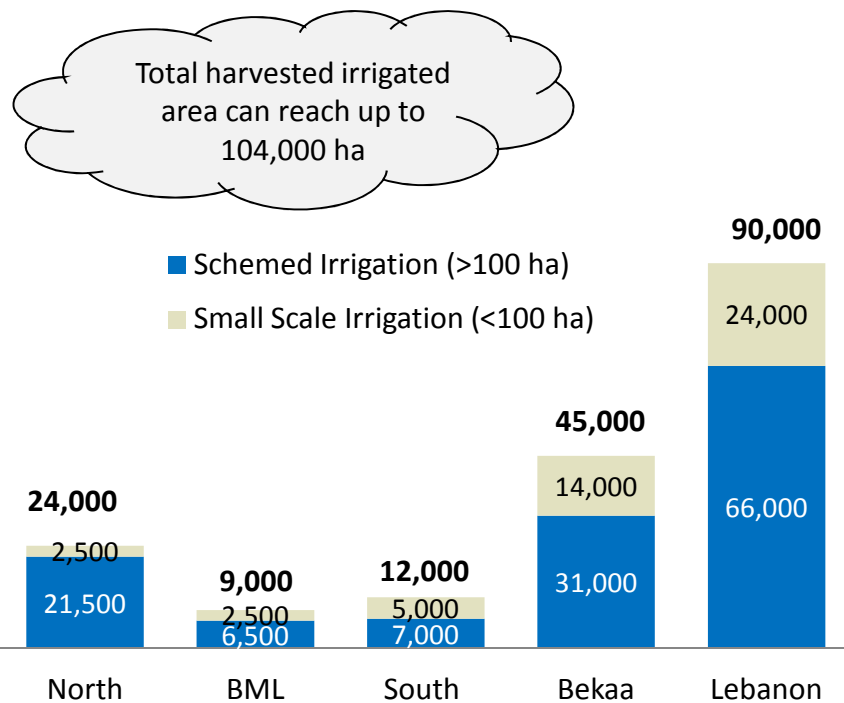 Total harvested irrigated
area can reach up to
104,000 ha
Schemed Irrigation (>100 ha)
Small Scale Irrigation (<100 ha)
24,000
2,500
21,500
9,000
2,500
6,500
12,000
5,000
7,000
45,000
14,000
31,000
90,000
24,000
66,000
North
BML
South
Bekaa
Lebanon